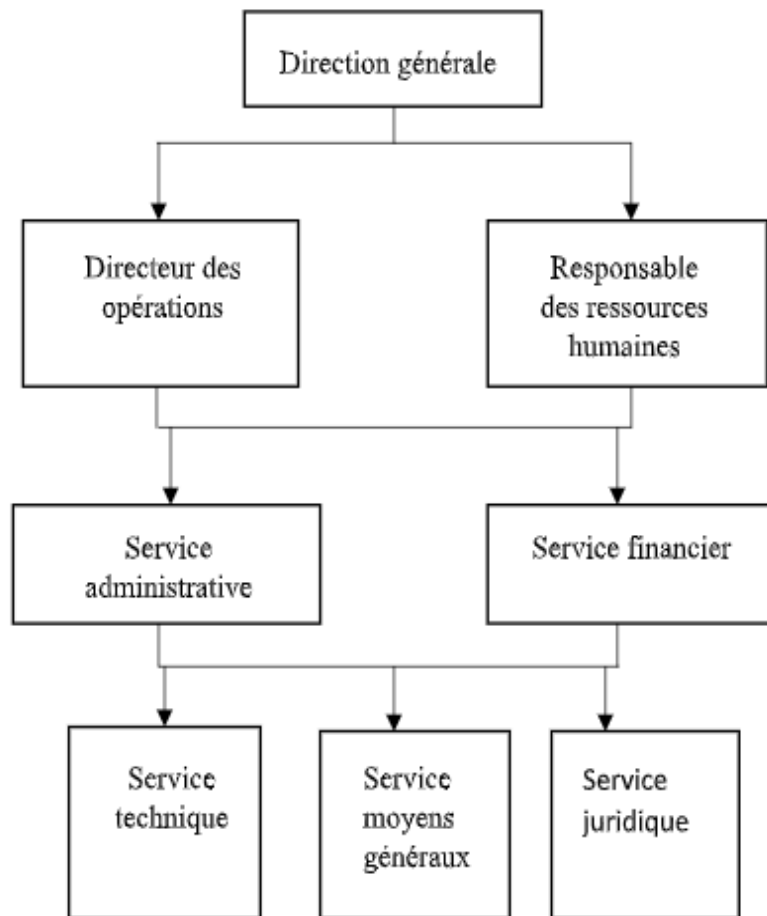 Direction générale
Directeur des
opérations
Responsable
des ressources
humaines
Service
administrative
Service financier
Service
technique
Service
moyens
généraux
Service
juridique